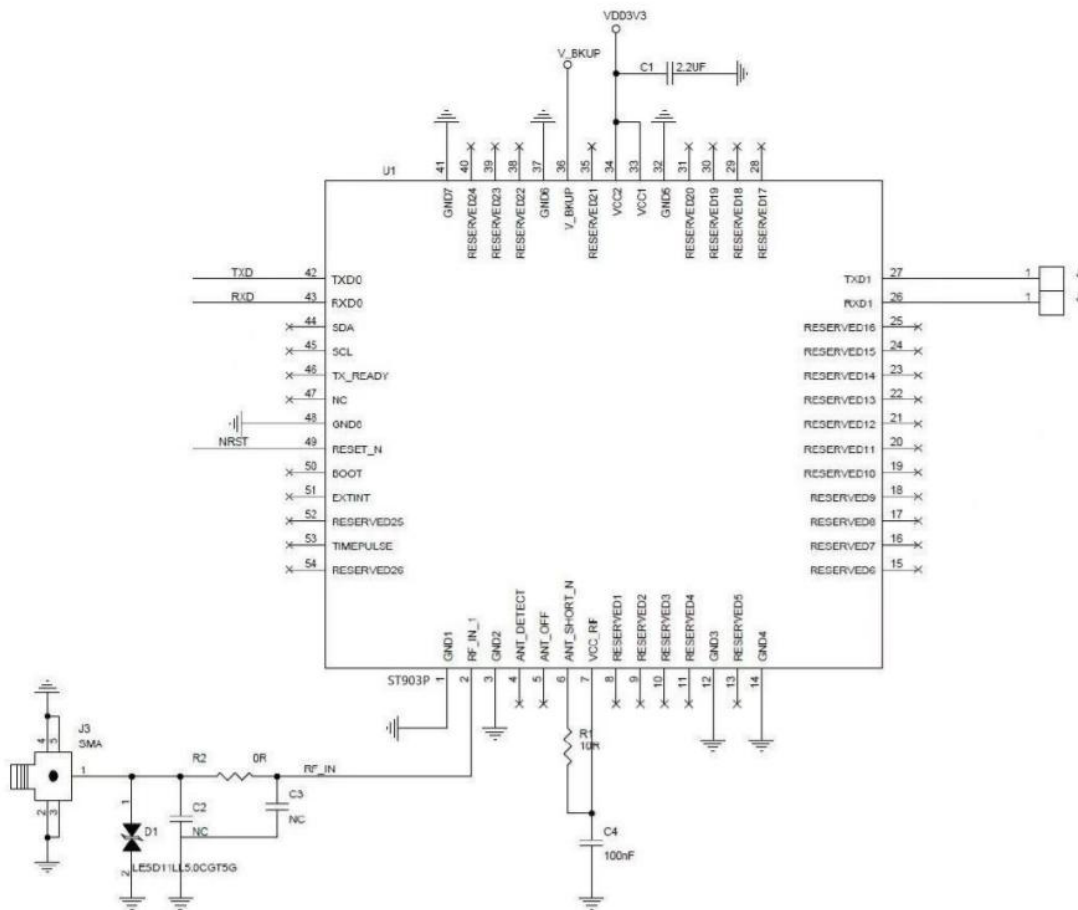 VDD3V3
V_BKUP
C1 2.2UF
U1
41 40 39 38 37 36 35 34 33 32 31 30 29 28
GND7 RESERVED24 RESERVED23 RESERVED22 GND6 V_BKUP RESERVED21 VCC2 VCC1 GND5 RESERVED20 RESERVED19 RESERVED18 RESERVED17
TXD 42 TXD0 TXD1 27 1
RXD 43 RXD0 RXD1 26 1
44 SDA RESERVED16 25
45 SCL RESERVED15 24
46 TX_READY RESERVED14 23
47 NC RESERVED13 22
48 GND8 RESERVED12 21
NRST 49 RESET_N RESERVED11 20
50 BOOT RESERVED10 19
51 EXTINT RESERVED9 18
52 RESERVED25 RESERVED8 17
53 TIMEPULSE RESERVED7 16
54 RESERVED26 RESERVED6 15
GND1 RF_IN_1 GND2 ANT_DETECT ANT_OFF ANT_SHORT_N VCC_RIF RESERVED1 RESERVED2 RESERVED3 RESERVED4 GND3 RESERVED5 GND4
ST903P 1 2 3 4 5 6 7 8 9 10 11 12 13 14
J3
SMA
4 5
R1
10R
R2 0R
1 RF_IN
2 3
1
C2
NC
C3
NC
D1
2
LESD11LL5.0CGT5G
C4
100nF